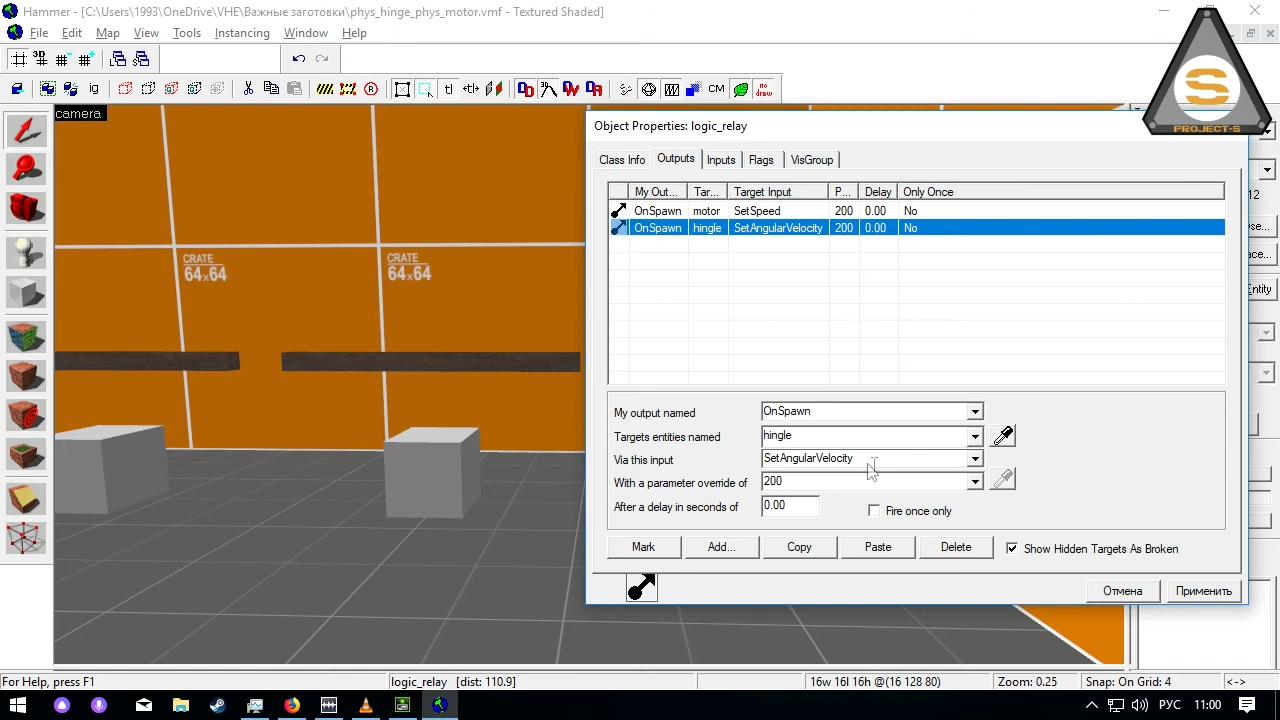 Hammer - [C:\Users\1993\OneDrive\VHE\Важные заготовки\phys_hinge_phys_motor.vmf - Textured Shaded]
File Edit Map View Tools Instancing Window Help
camera
CRATE
64x64
CRATE
64x64
S
PROJECT-S
Object Properties: logic_relay
Class Info Outputs Inputs Flags VisGroup
My Out... Tar... Target Input P... Delay Only Once
OnSpawn motor SetSpeed 200 0.00 No
OnSpawn hingle SetAngularVelocity 200 0.00 No
My output named OnSpawn
Targets entities named hingle
Via this input SetAngularVelocity
With a parameter override of 200
After a delay in seconds of 0.00 Fire once only
Mark Add... Copy Paste Delete Show Hidden Targets As Broken
Отмена Применить
For Help, press F1 logic_relay [dist: 110.9] 16w 16l 16h @(16 128 80) Zoom: 0.25 Snap: On Grid: 4 <->
РУС 11:00